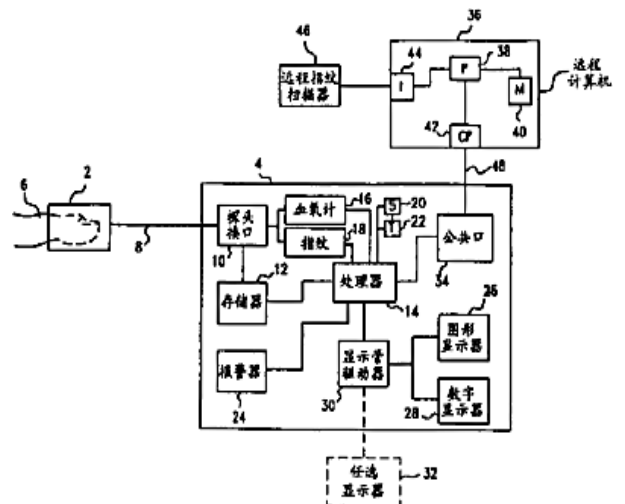 36
46
44
38
远程指纹
扫描器
I
P
M
远程
计算机
42
40
CP
48
4
6
2
8
探头
接口
10
血氧计
16
指纹
18
S
20
T
22
公共口
34
12
存储器
处理器
14
26
图形
显示器
报警器
24
显示管
驱动器
30
数字
显示器
28
任选
显示器
32